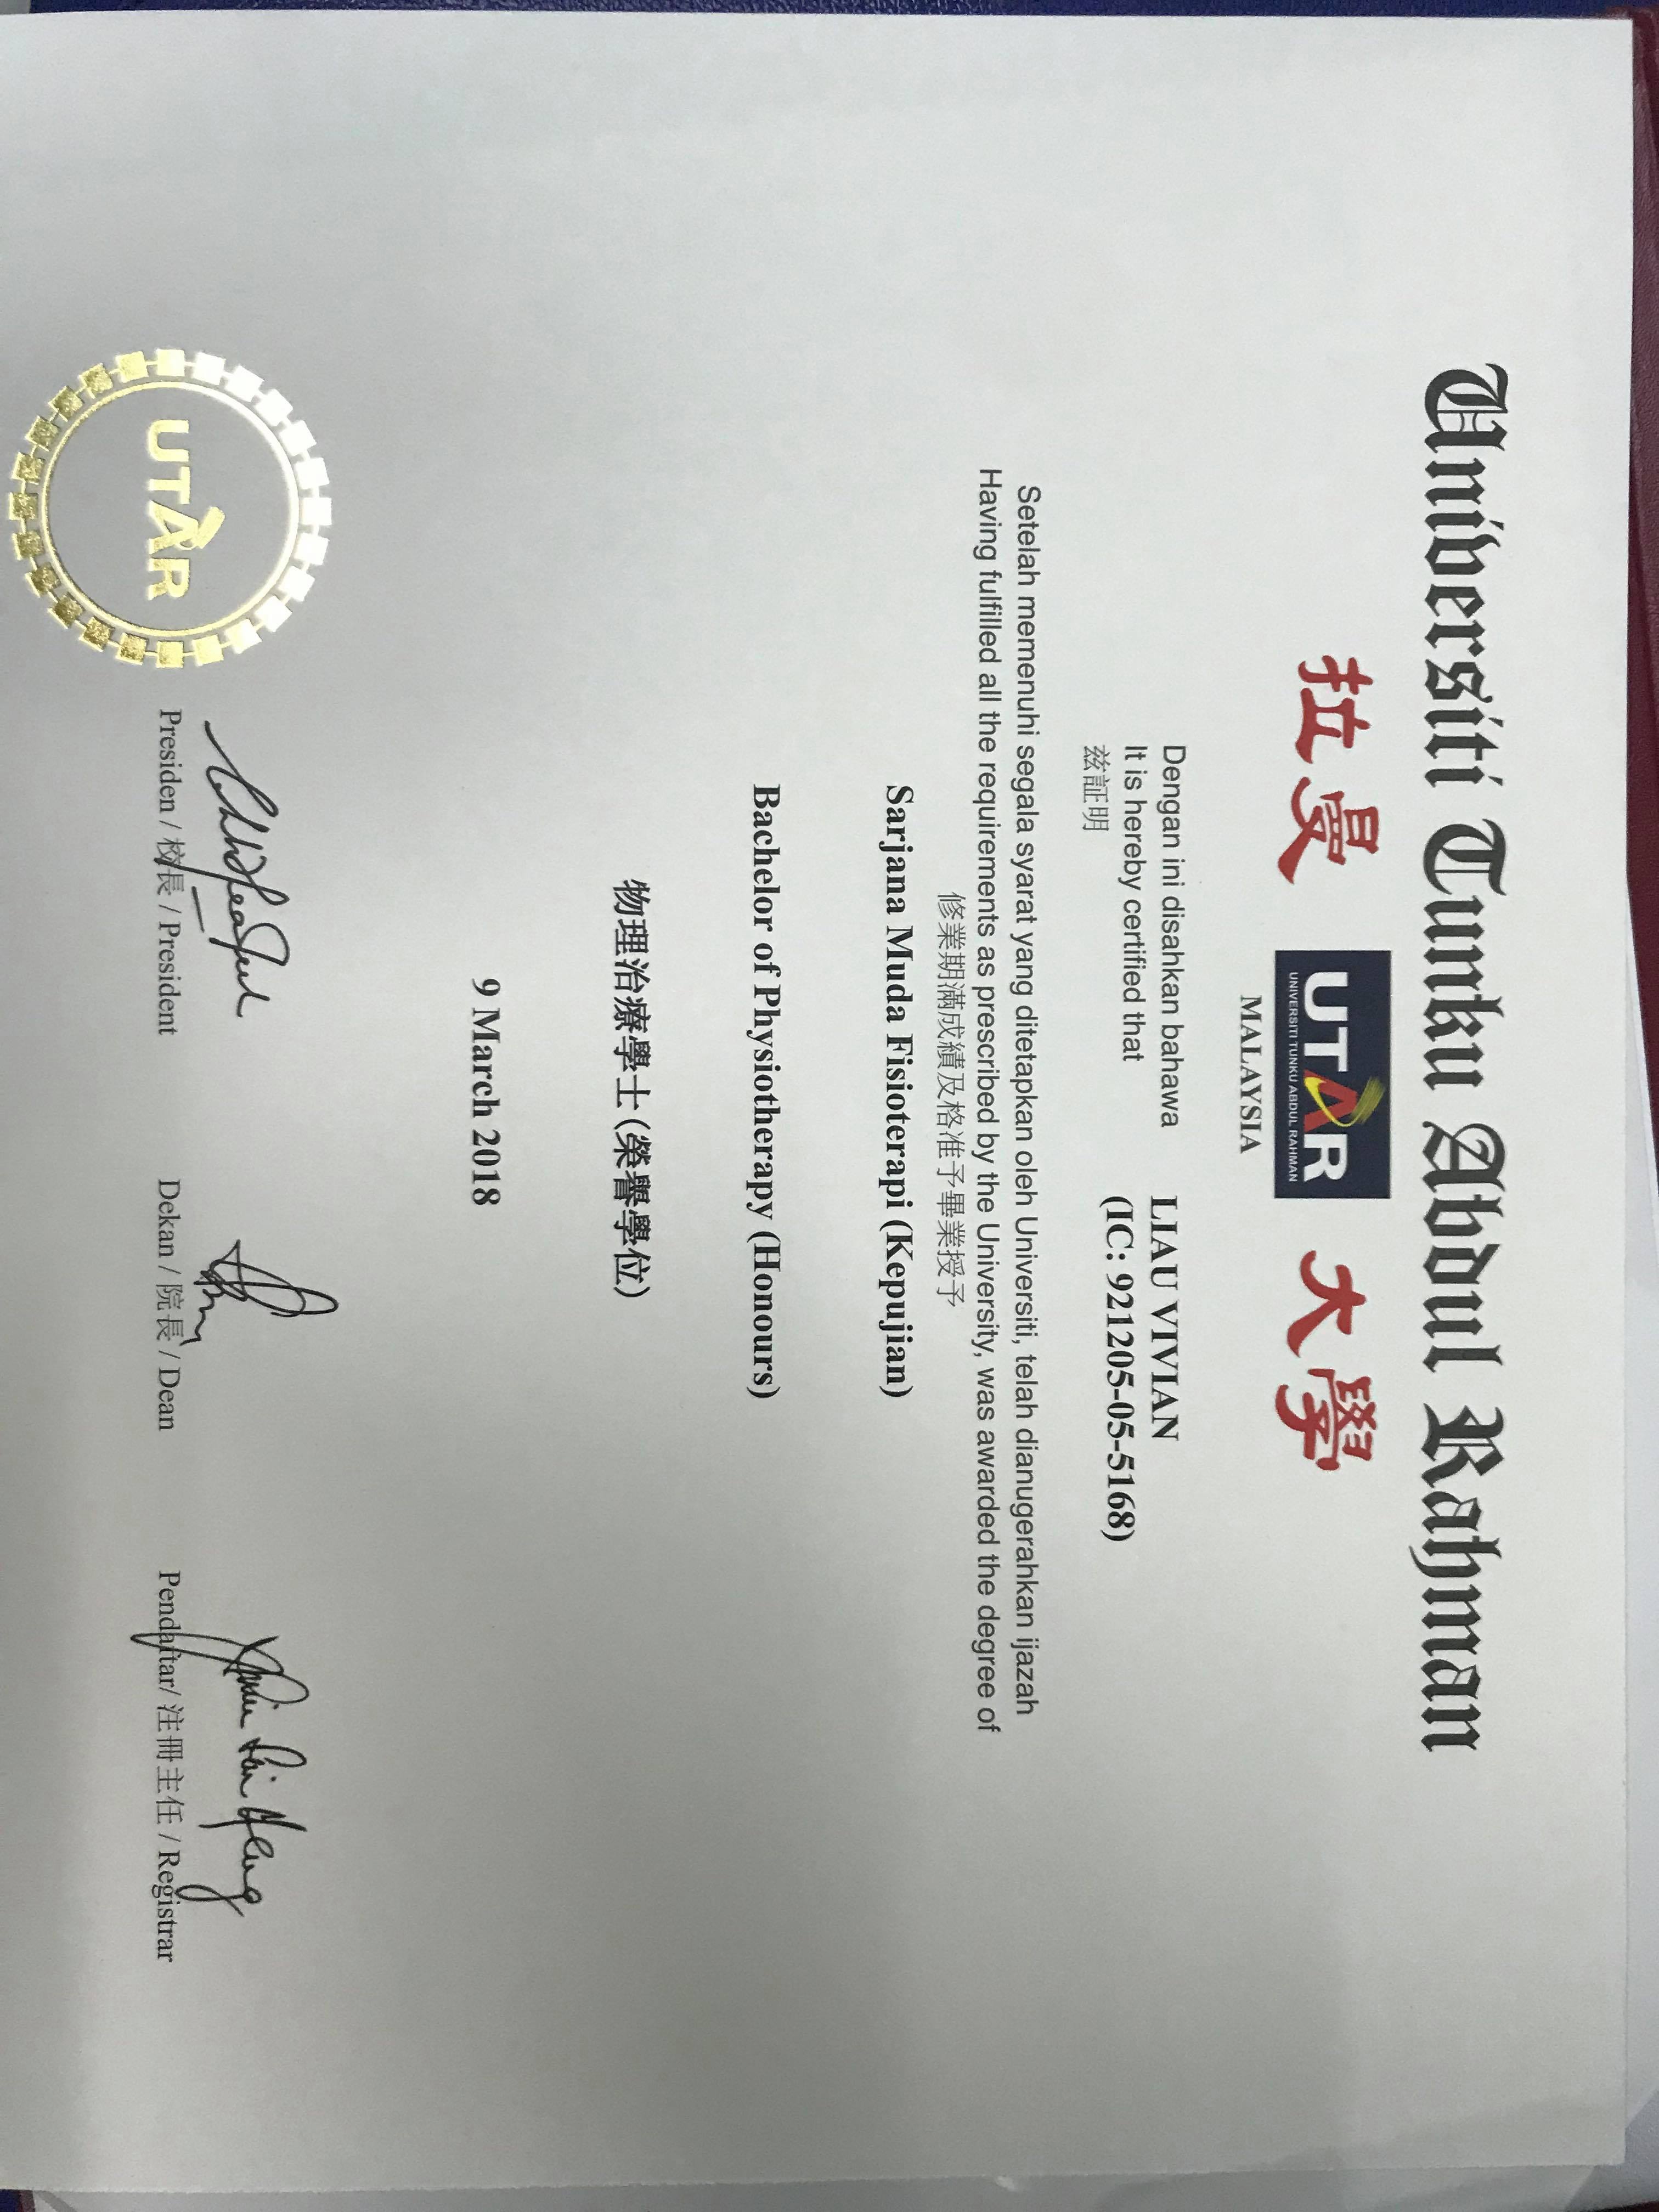 Universiti Tunku Abdul Rahman
拉曼 UTAR 大學
UNIVERSITI TUNKU ABDUL RAHMAN
MALAYSIA
Dengan ini disahkan bahawa LIAU VIVIAN
It is hereby certified that (IC: 921205-05-5168)
茲証明
Setelah memenuhi segala syarat yang ditetapkan oleh Universiti, telah dianugerahkan ijazah
Having fulfilled all the requirements as prescribed by the University, was awarded the degree of
修業期滿成績及格准予畢業授予
Sarjana Muda Fisioterapi (Kepujian)
Bachelor of Physiotherapy (Honours)
物理治療學士(榮譽學位)
9 March 2018
UTAR
Presiden / 校長 / President
Dekan / 院長 / Dean
Pendaftar/ 注冊主任 / Registrar